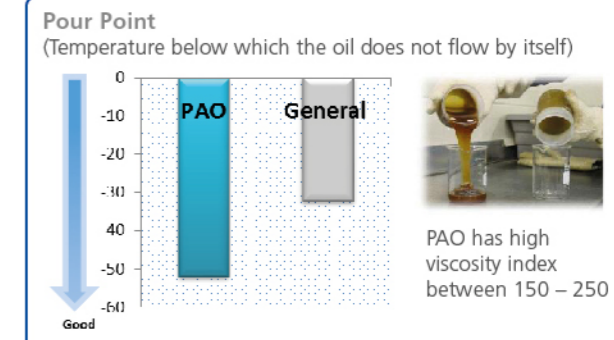 Pour Point
(Temperature below which the oil does not flow by itself)
0
-10
-20
-30
40
-50
-60
PAO
General
Good
PAO has high
viscosity index
between 150 – 250